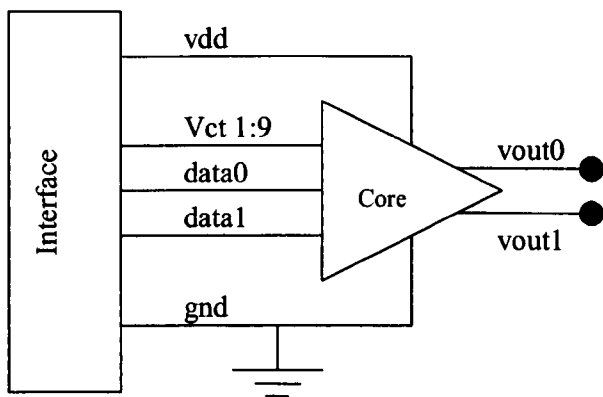 vdd
Vct 1:9
data0
data1
gnd
Interface
Core
vout0
vout1